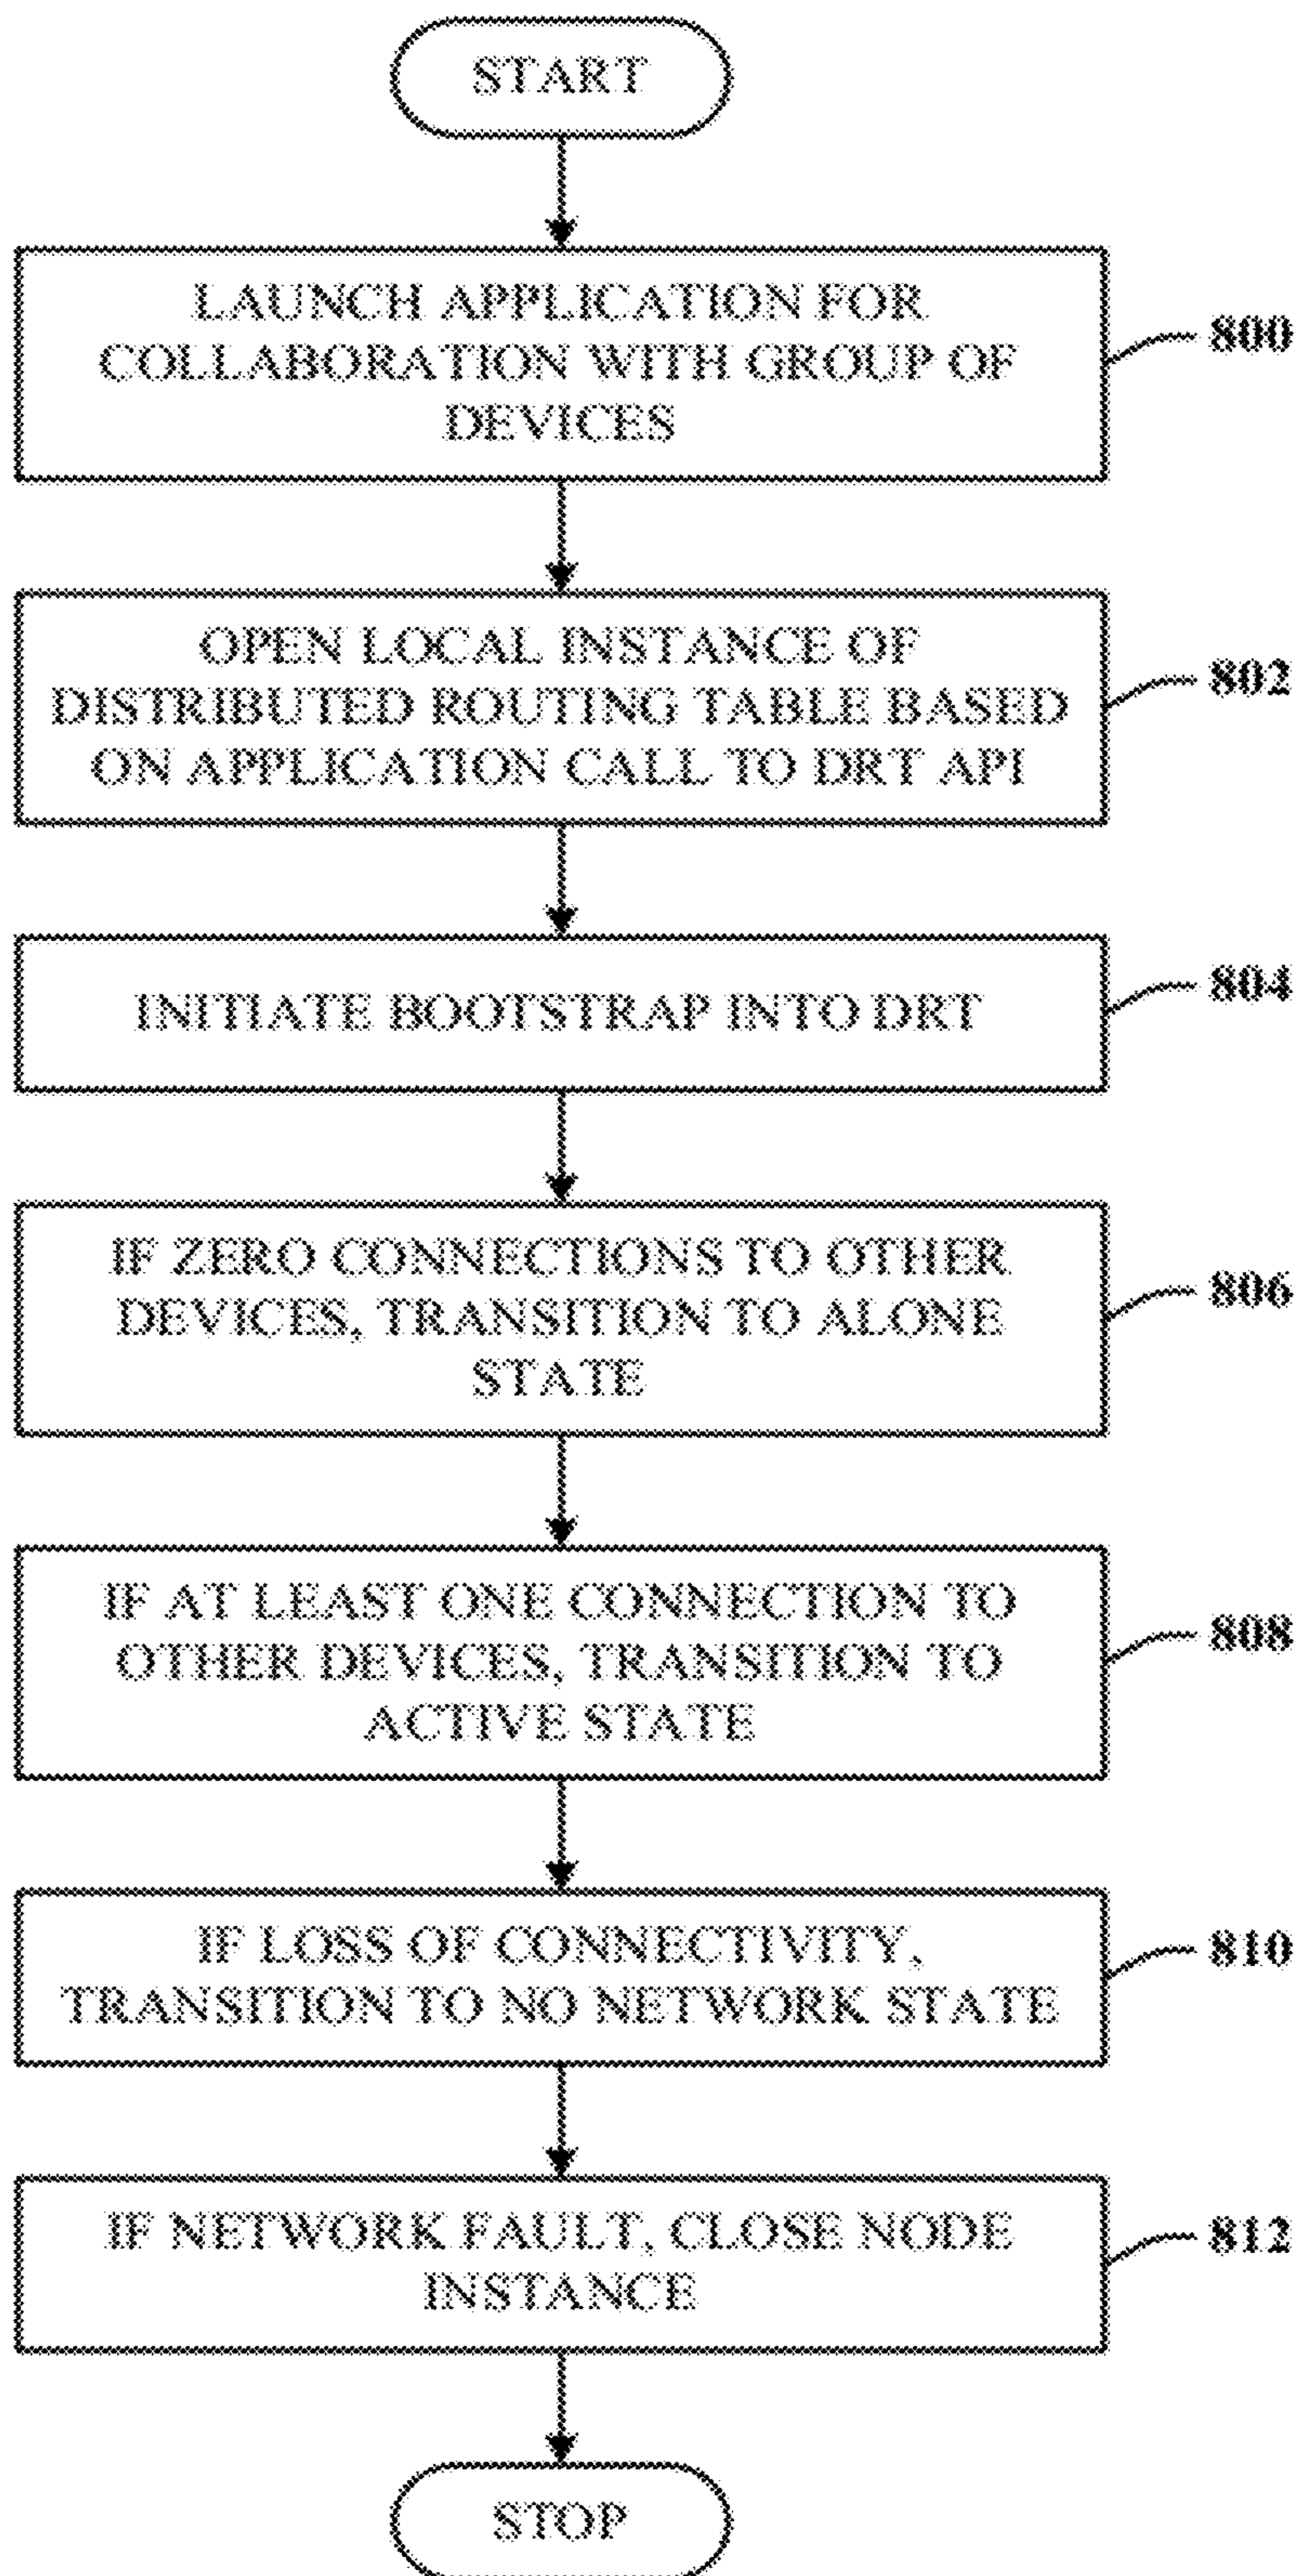 START
LAUNCH APPLICATION FOR
COLLABORATION WITH GROUP OF
DEVICES
800
OPEN LOCAL INSTANCE OF
DISTRIBUTED ROUTING TABLE BASED
ON APPLICATION CALL TO DRT API
802
INITIATE BOOTSTRAP INTO DRT
804
IF ZERO CONNECTIONS TO OTHER
DEVICES, TRANSITION TO ALONE
STATE
806
IF AT LEAST ONE CONNECTION TO
OTHER DEVICES, TRANSITION TO
ACTIVE STATE
808
IF LOSS OF CONNECTIVITY,
TRANSITION TO NO NETWORK STATE
810
IF NETWORK FAULT, CLOSE NODE
INSTANCE
812
STOP